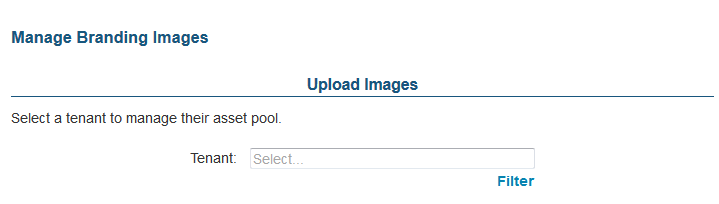 Manage Branding Images
Upload Images
Select a tenant to manage their asset pool.
Tenant: Select...
Filter